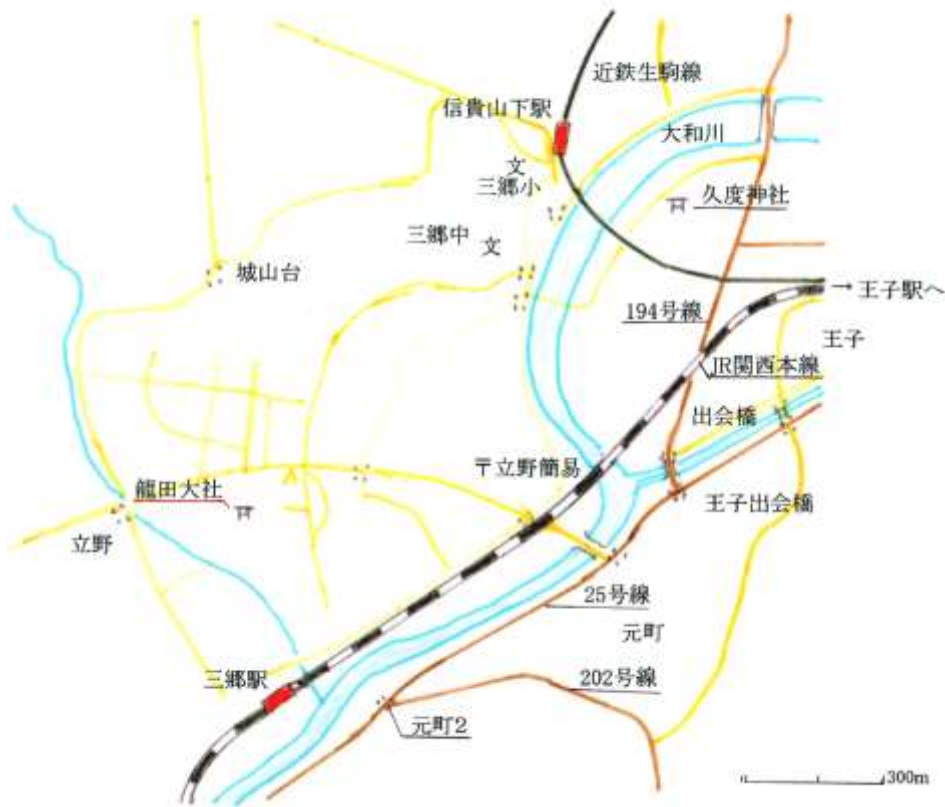 近鉄生駒線
信貴山下駅
大和川
文
三郷小
久度神社
三郷中
文
城山台
→ 王子駅へ
194号線
王子
JR関西本線
出会橋
〒立野簡易
龍田大社
王子出会橋
立野
25号線
元町
三郷駅
202号線
元町2
300m